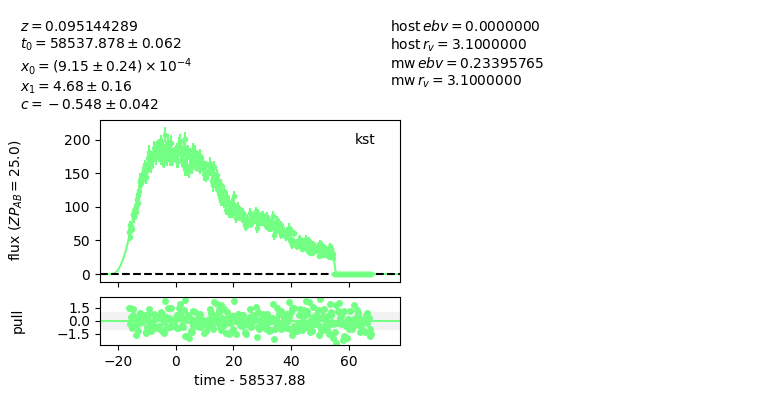 z = 0.095144289
t₀ = 58537.878 ± 0.062
x₀ = (9.15 ± 0.24) × 10⁻⁴
x₁ = 4.68 ± 0.16
c = −0.548 ± 0.042
host ebv = 0.0000000
host r_v = 3.1000000
mw ebv = 0.23395765
mw r_v = 3.1000000
kst
flux (ZP_AB = 25.0)
200
150
100
50
0
pull
1.5
0.0
−1.5
−20 0 20 40 60
time - 58537.88